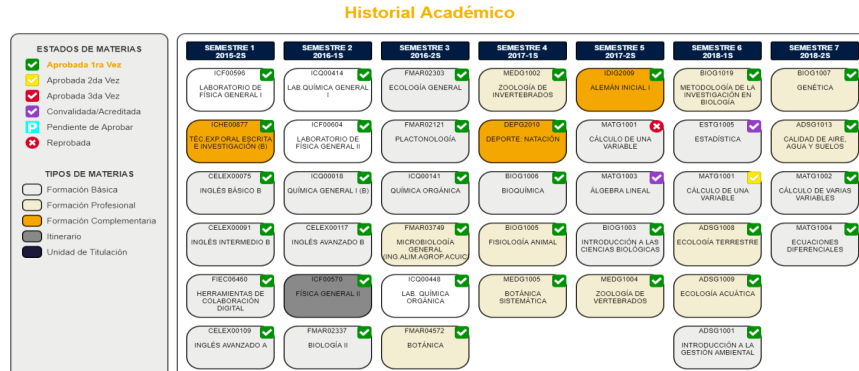 Historial Académico
ESTADOS DE MATERIAS
Aprobada 1ra Vez
Aprobada 2da Vez
Aprobada 3da Vez
Convalidada/Acreditada
P Pendiente de Aprobar
Reprobada
TIPOS DE MATERIAS
Formación Básica
Formación Profesional
Formación Complementaria
Itinerario
Unidad de Titulación
SEMESTRE 1
2015-2S
ICF00596
LABORATORIO DE
FÍSICA GENERAL I
ICHE00877
TÉC.EXP.ORAL ESCRITA
E INVESTIGACIÓN (B)
CELEX00075
INGLÉS BÁSICO B
CELEX00091
INGLÉS INTERMEDIO B
FIEC06460
HERRAMIENTAS DE
COLABORACIÓN
DIGITAL
CELEX00109
INGLÉS AVANZADO A
SEMESTRE 2
2016-1S
ICQ00414
LAB.QUÍMICA GENERAL
I
ICF00604
LABORATORIO DE
FÍSICA GENERAL II
ICQ00018
QUÍMICA GENERAL I (B)
CELEX00117
INGLÉS AVANZADO B
ICF00570
FÍSICA GENERAL II
FMAR02337
BIOLOGÍA II
SEMESTRE 3
2016-2S
FMAR02303
ECOLOGÍA GENERAL
FMAR02121
PLACTONOLOGÍA
ICQ00141
QUÍMICA ORGÁNICA
FMAR03749
MICROBIOLOGÍA
GENERAL
(ING.ALIM.AGROP.ACUIC
ICQ00448
LAB. QUÍMICA
ORGÁNICA
FMAR04572
BOTÁNICA
SEMESTRE 4
2017-1S
MEDG1002
ZOOLOGÍA DE
INVERTEBRADOS
DEPG2010
DEPORTE: NATACIÓN
BIOG1006
BIOQUÍMICA
BIOG1005
FISIOLOGÍA ANIMAL
MEDG1005
BOTÁNICA
SISTEMÁTICA
SEMESTRE 5
2017-2S
IDIG2009
ALEMÁN INICIAL I
MATG1001
CÁLCULO DE UNA
VARIABLE
MATG1003
ÁLGEBRA LINEAL
BIOG1003
INTRODUCCIÓN A LAS
CIENCIAS BIOLÓGICAS
MEDG1004
ZOOLOGÍA DE
VERTEBRADOS
SEMESTRE 6
2018-1S
BIOG1019
METODOLOGÍA DE LA
INVESTIGACIÓN EN
BIOLOGÍA
ESTG1005
ESTADÍSTICA
MATG1001
CÁLCULO DE UNA
VARIABLE
ADSG1008
ECOLOGÍA TERRESTRE
ADSG1009
ECOLOGÍA ACUÁTICA
ADSG1001
INTRODUCCIÓN A LA
GESTIÓN AMBIENTAL
SEMESTRE 7
2018-2S
BIOG1007
GENÉTICA
ADSG1013
CALIDAD DE AIRE,
AGUA Y SUELOS
MATG1002
CÁLCULO DE VARIAS
VARIABLES
MATG1004
ECUACIONES
DIFERENCIALES